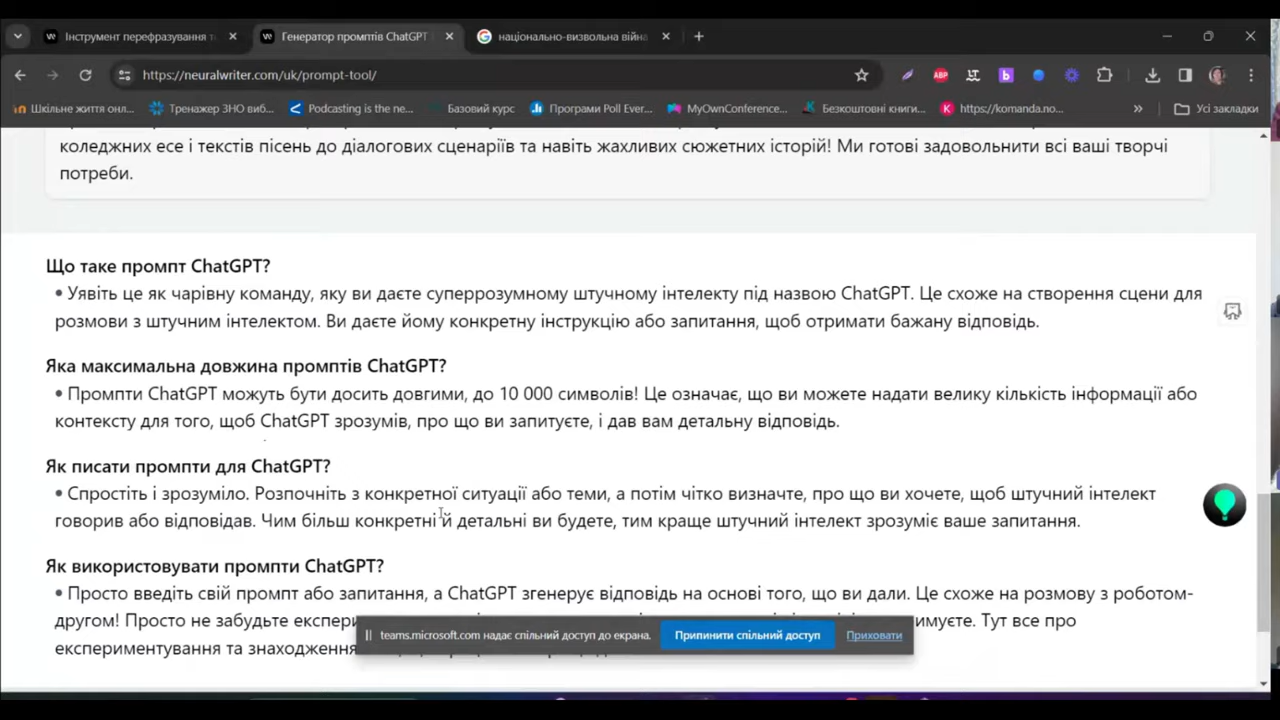 Інструмент перефразування т
Генератор промптів ChatGPT
національно-визвольна війна
https://neuralwriter.com/uk/prompt-tool/
ABP
Шкільне життя онл...
Тренажер ЗНО виб...
Podcasting is the ne...
Базовий курс
Програми Poll Ever...
MyOwnConference...
Безкоштовні книги...
https://komanda.no...
Усі закладки
коледжних есе і текстів пісень до діалогових сценаріїв та навіть жахливих сюжетних історій! Ми готові задовольнити всі ваші творчі
потреби.
Що таке промпт ChatGPT?
• Уявіть це як чарівну команду, яку ви даєте суперрозумному штучному інтелекту під назвою ChatGPT. Це схоже на створення сцени для
розмови з штучним інтелектом. Ви даєте йому конкретну інструкцію або запитання, щоб отримати бажану відповідь.
Яка максимальна довжина промптів ChatGPT?
• Промпти ChatGPT можуть бути досить довгими, до 10 000 символів! Це означає, що ви можете надати велику кількість інформації або
контексту для того, щоб ChatGPT зрозумів, про що ви запитуєте, і дав вам детальну відповідь.
Як писати промпти для ChatGPT?
• Спростіть і зрозуміло. Розпочніть з конкретної ситуації або теми, а потім чітко визначте, про що ви хочете, щоб штучний інтелект
говорив або відповідав. Чим більш конкретні й детальні ви будете, тим краще штучний інтелект зрозуміє ваше запитання.
Як використовувати промпти ChatGPT?
• Просто введіть свій промпт або запитання, а ChatGPT згенерує відповідь на основі того, що ви дали. Це схоже на розмову з роботом-
другом! Просто не забудьте експери имуєте. Тут все про
експериментування та знаходження
teams.microsoft.com надає спільний доступ до екрана.
Припинити спільний доступ
Приховати